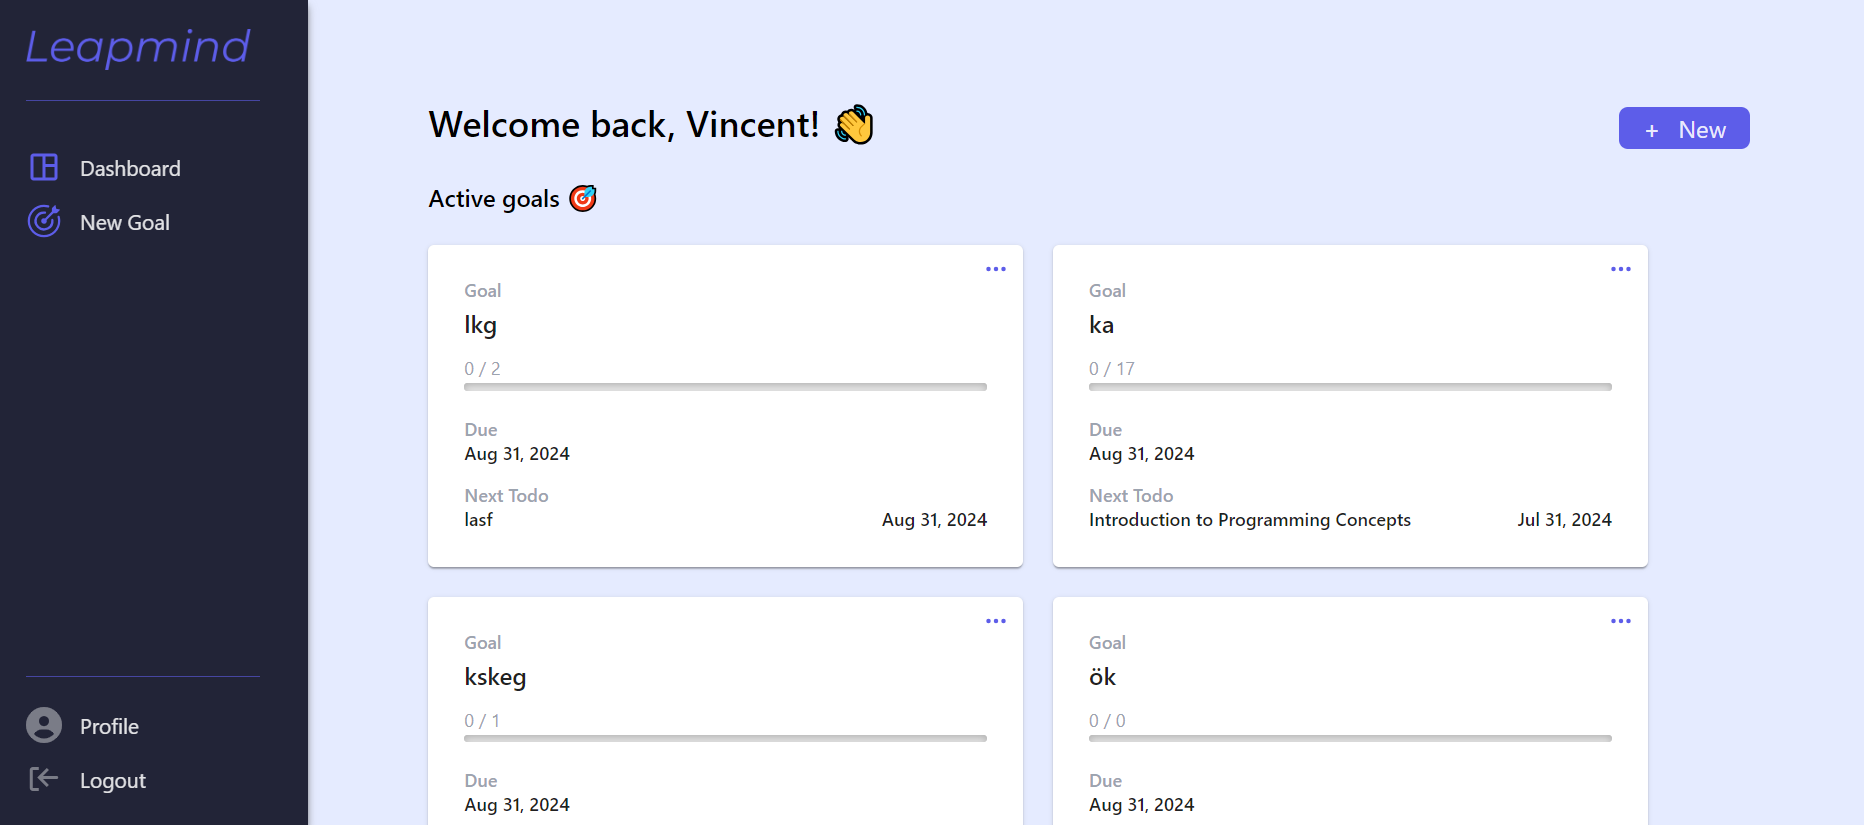 Leapmind
Dashboard
New Goal
Profile
Logout
Welcome back, Vincent! 👋
+ New
Active goals 🎯
Goal
lkg
0 / 2
Due
Aug 31, 2024
Next Todo
lasf Aug 31, 2024
Goal
ka
0 / 17
Due
Aug 31, 2024
Next Todo
Introduction to Programming Concepts Jul 31, 2024
Goal
kskeg
0 / 1
Due
Aug 31, 2024
Goal
ök
0 / 0
Due
Aug 31, 2024